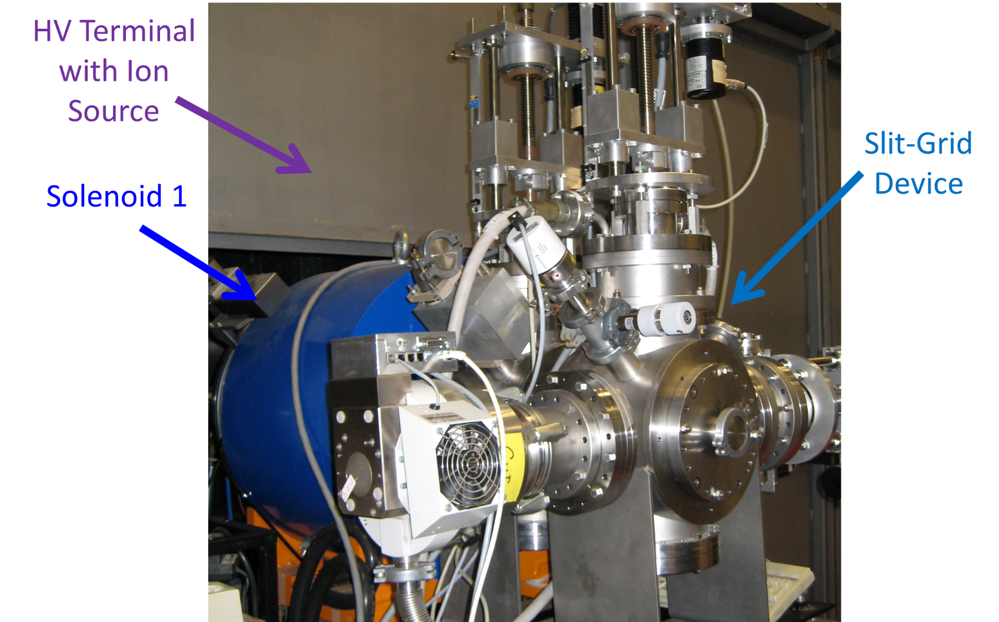 HV Terminal
with Ion
Source
Solenoid 1
Slit-Grid
Device